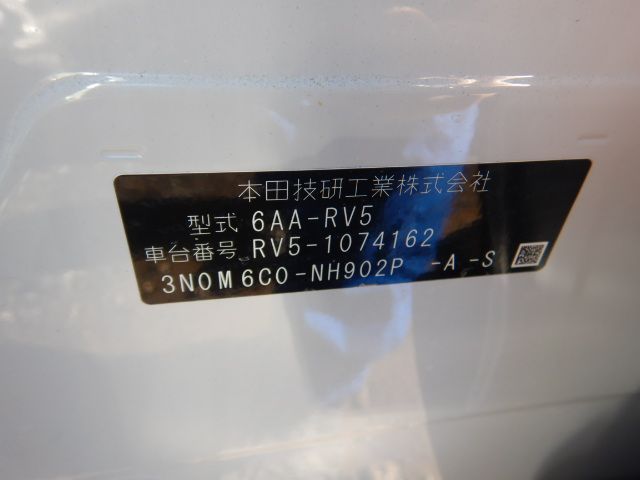 本田技研工業株式会社
型式 6AA-RV5
車台番号 RV5-1074162
3N0M6C0-NH902P -A -S